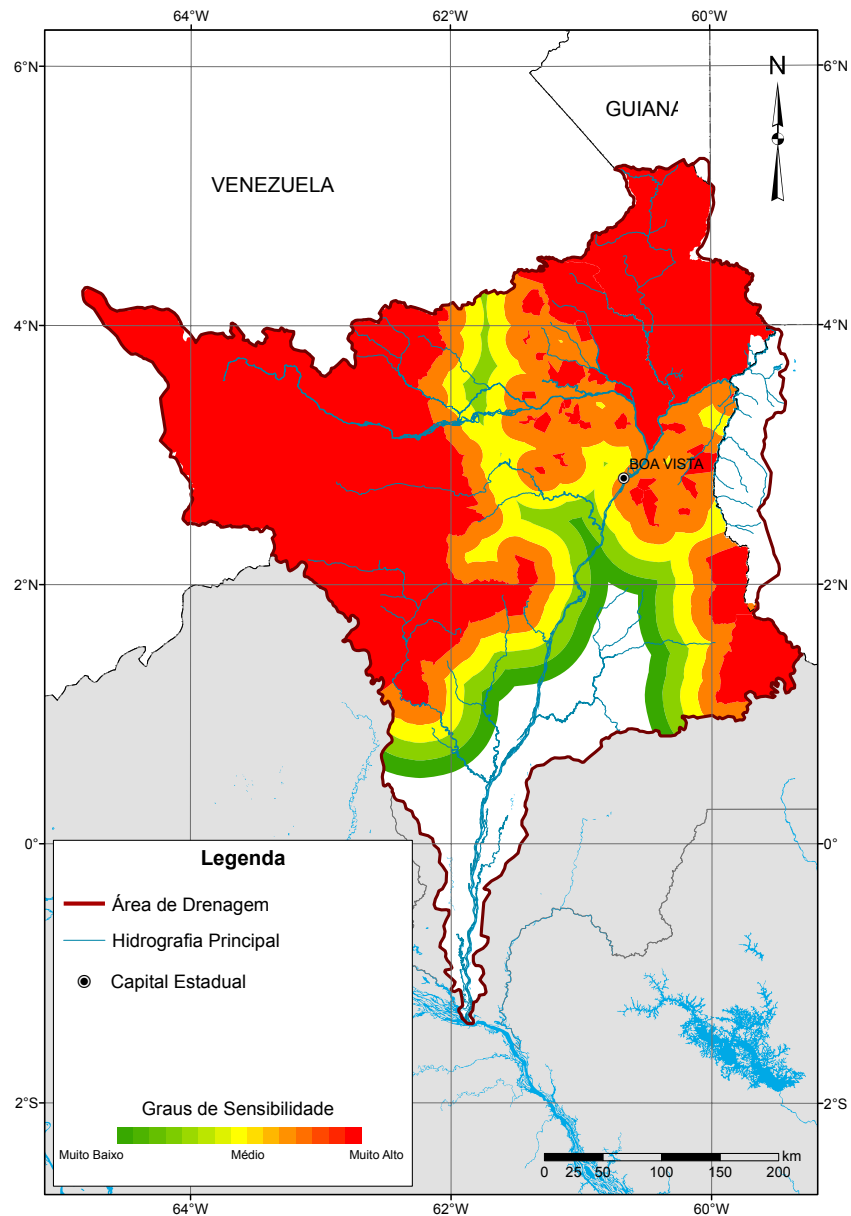 64°W 62°W 60°W
6°N 6°N
N
GUIANA
VENEZUELA
4°N 4°N
BOA VISTA
2°N 2°N
0° 0°
Legenda
Área de Drenagem
Hidrografia Principal
Capital Estadual
2°S 2°S
Graus de Sensibilidade
Muito Baixo Médio Muito Alto
km
0 25 50 100 150 200
64°W 62°W 60°W